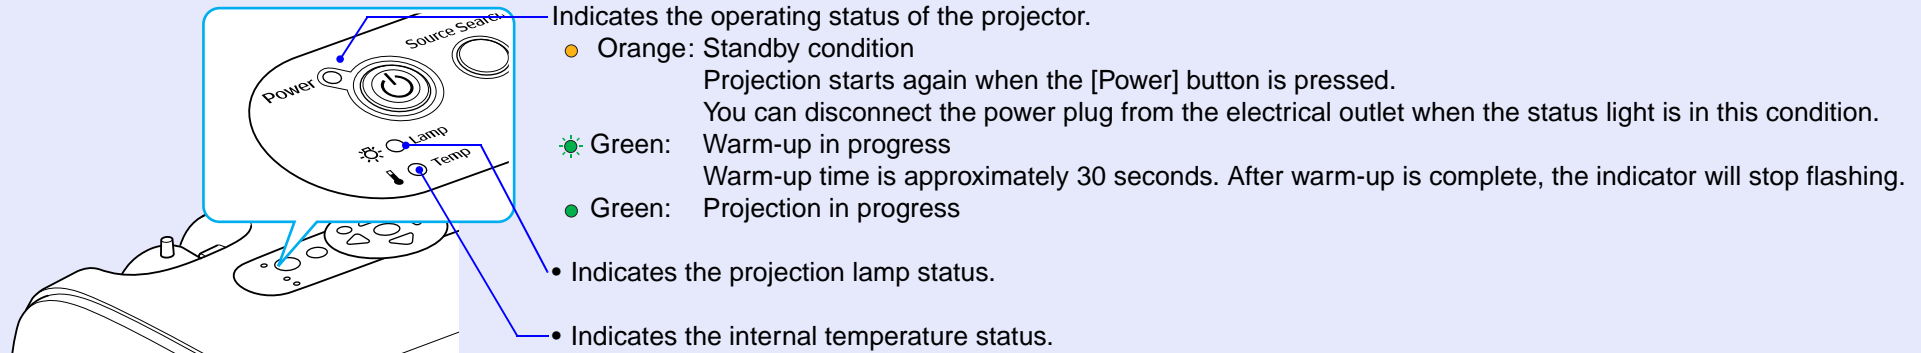 Indicates the operating status of the projector.
Orange: Standby condition
Projection starts again when the [Power] button is pressed.
You can disconnect the power plug from the electrical outlet when the status light is in this condition.
Green: Warm-up in progress
Warm-up time is approximately 30 seconds. After warm-up is complete, the indicator will stop flashing.
Green: Projection in progress
• Indicates the projection lamp status.
• Indicates the internal temperature status.
Source Search
Power
Lamp
Temp